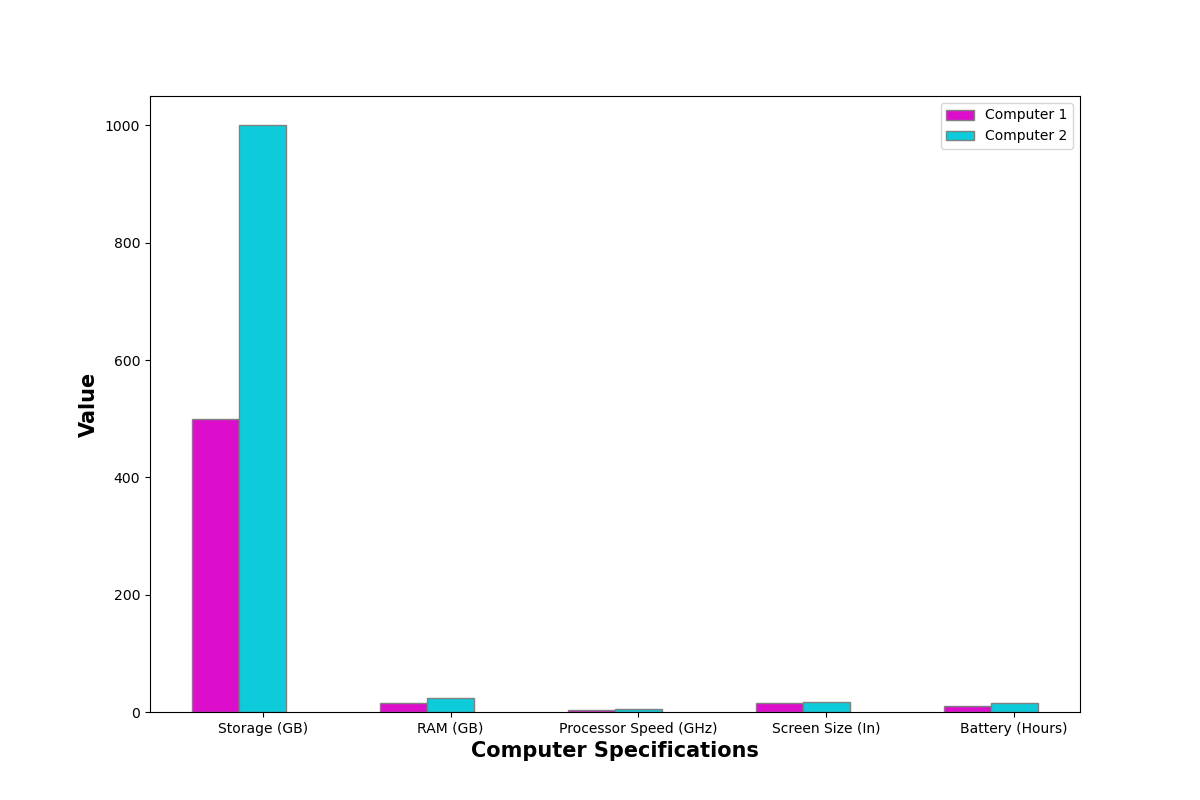 Computer 1
Computer 2
1000
800
600
400
200
0
Value
Storage (GB)
RAM (GB)
Processor Speed (GHz)
Screen Size (In)
Battery (Hours)
Computer Specifications